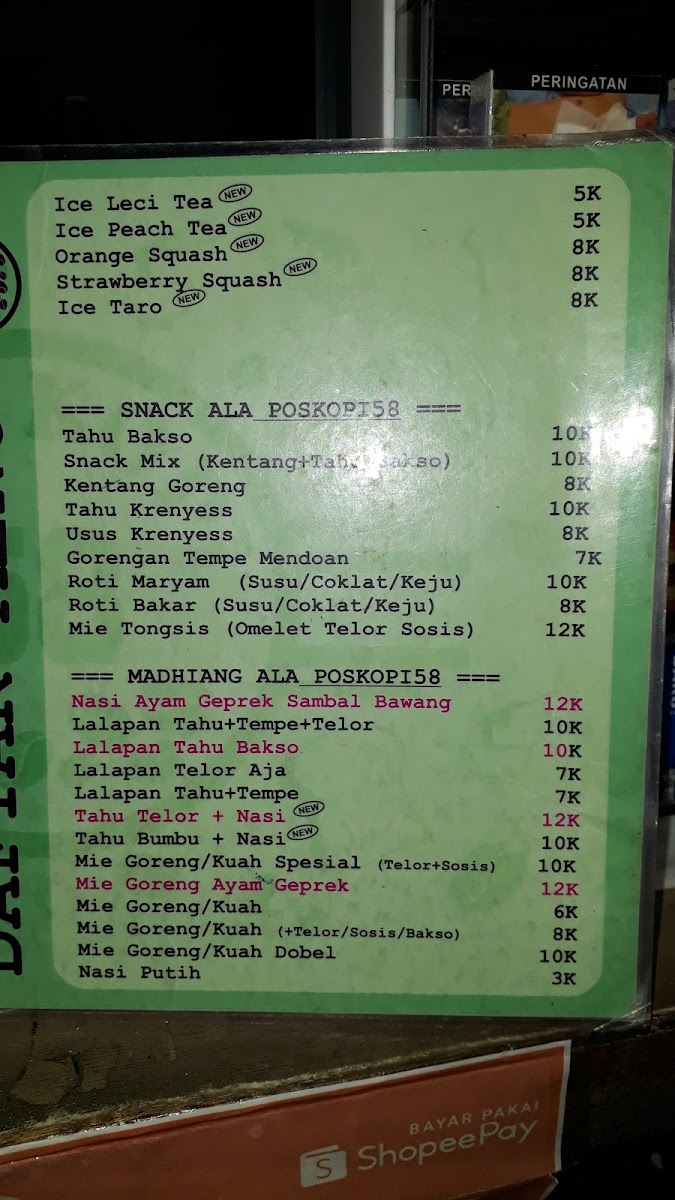 PERINGATAN
Ice Leci Tea NEW 5K
Ice Peach Tea NEW 5K
Orange Squash NEW 8K
Strawberry Squash NEW 8K
Ice Taro NEW 8K
=== SNACK ALA POSKOPI58 ===
Tahu Bakso 10K
Snack Mix (Kentang+Tahu Bakso) 10K
Kentang Goreng 8K
Tahu Krenyess 10K
Usus Krenyess 8K
Gorengan Tempe Mendoan 7K
Roti Maryam (Susu/Coklat/Keju) 10K
Roti Bakar (Susu/Coklat/Keju) 8K
Mie Tongsis (Omelet Telor Sosis) 12K
=== MADHIANG ALA POSKOPI58 ===
Nasi Ayam Geprek Sambal Bawang 12K
Lalapan Tahu+Tempe+Telor 10K
Lalapan Tahu Bakso 10K
Lalapan Telor Aja 7K
Lalapan Tahu+Tempe 7K
Tahu Telor + Nasi NEW 12K
Tahu Bumbu + Nasi NEW 10K
Mie Goreng/Kuah Spesial (Telor+Sosis) 10K
Mie Goreng Ayam Geprek 12K
Mie Goreng/Kuah 6K
Mie Goreng/Kuah (+Telor/Sosis/Bakso) 8K
Mie Goreng/Kuah Dobel 10K
Nasi Putih 3K
BAYAR PAKAI
S ShopeePay